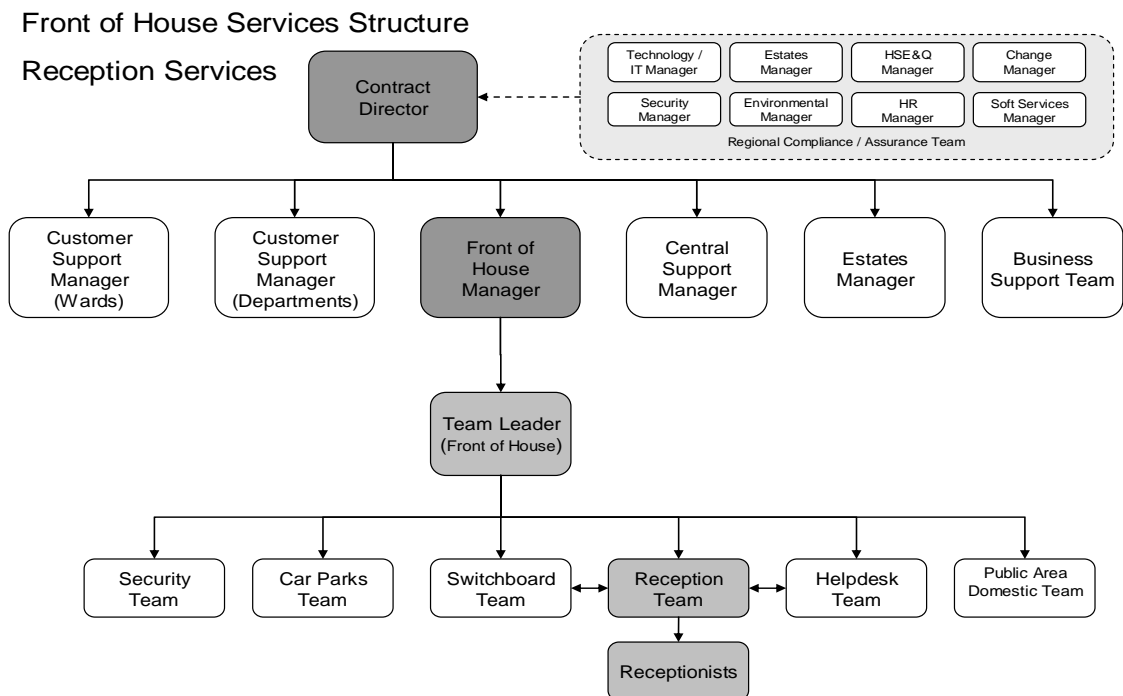 Front of House Services Structure
Reception Services
Contract
Director
Technology /
IT Manager
Estates
Manager
HSE&Q
Manager
Change
Manager
Security
Manager
Environmental
Manager
HR
Manager
Soft Services
Manager
Regional Compliance / Assurance Team
Customer
Support
Manager
(Wards)
Customer
Support
Manager
(Departments)
Front of
House
Manager
Central
Support
Manager
Estates
Manager
Business
Support Team
Team Leader
(Front of House)
Security
Team
Car Parks
Team
Switchboard
Team
Reception
Team
Helpdesk
Team
Public Area
Domestic Team
Receptionists